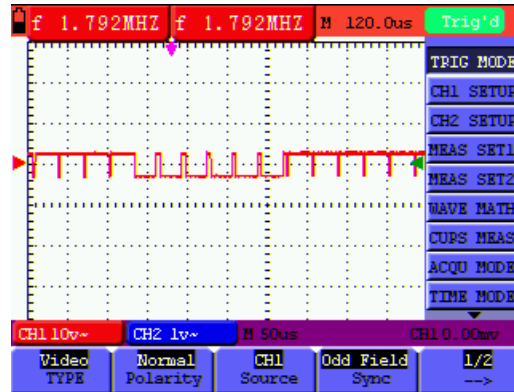 f 1.792MHZ f 1.792MHZ M 120.0us Trig'd
TRIG MODE
CH1 SETUP
CH2 SETUP
MEAS SET1
MEAS SET2
WAVE MATH
CURS MEAS
ACQU MODE
TIME MODE
CH1 10v~ CH2 1v~ M 50us CH1 0.00mv
Video Normal CH1 Odd Field 1/2
TYPE Polarity Source Sync -->